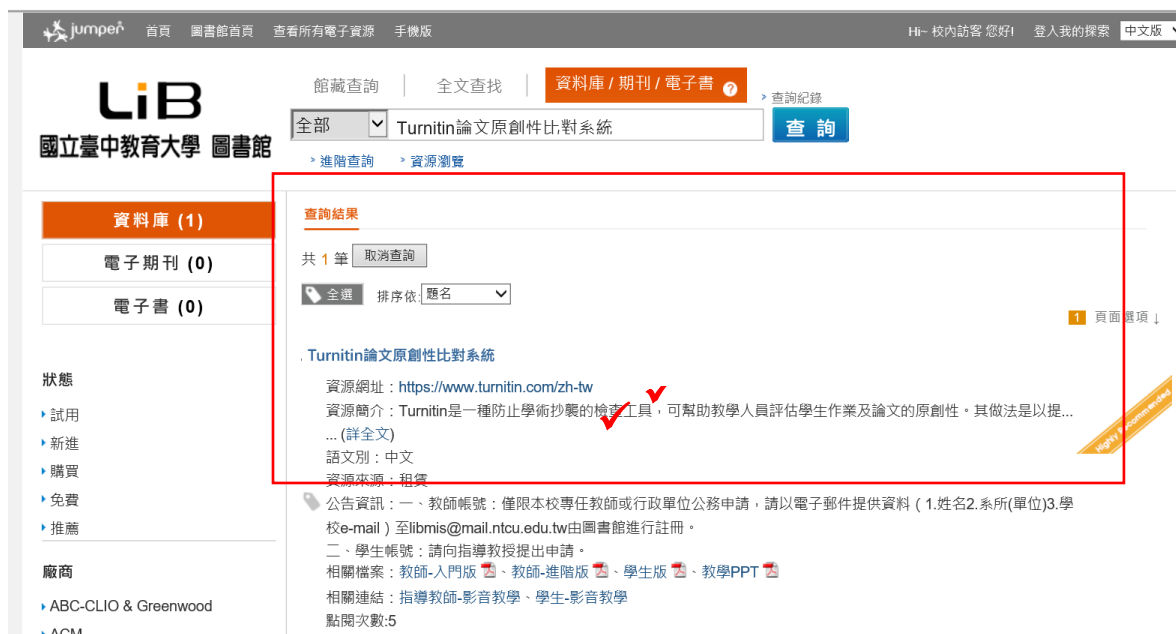 jumper 首頁 圖書館首頁 查看所有電子資源 手機版 Hi~ 校內訪客 您好! 登入我的探索 中文版
LiB
國立臺中教育大學 圖書館
館藏查詢 全文查找 資料庫 / 期刊 / 電子書 ?
查詢紀錄
全部 Turnitin論文原創性比對系統 查 詢
進階查詢 資源瀏覽
資料庫 (1)
電子期刊 (0)
電子書 (0)
狀態
試用
新進
購買
免費
推薦
廠商
ABC-CLIO & Greenwood
ACM
查詢結果
共 1 筆 取消查詢
全選 排序依: 題名
1 頁面選項↓
. Turnitin論文原創性比對系統
資源網址：https://www.turnitin.com/zh-tw
資源簡介：Turnitin是一種防止學術抄襲的檢查工具，可幫助教學人員評估學生作業及論文的原創性。其做法是以提...
... (詳全文)
語文別：中文
資源來源：租賃
Highly Recommended
公告資訊：一、教師帳號：僅限本校專任教師或行政單位公務申請，請以電子郵件提供資料（1.姓名2.系所(單位)3.學
校e-mail）至libmis@mail.ntcu.edu.tw由圖書館進行註冊。
二、學生帳號：請向指導教授提出申請。
相關檔案：教師-入門版、教師-進階版、學生版、教學PPT
相關連結：指導教師-影音教學、學生-影音教學
點閱次數:5